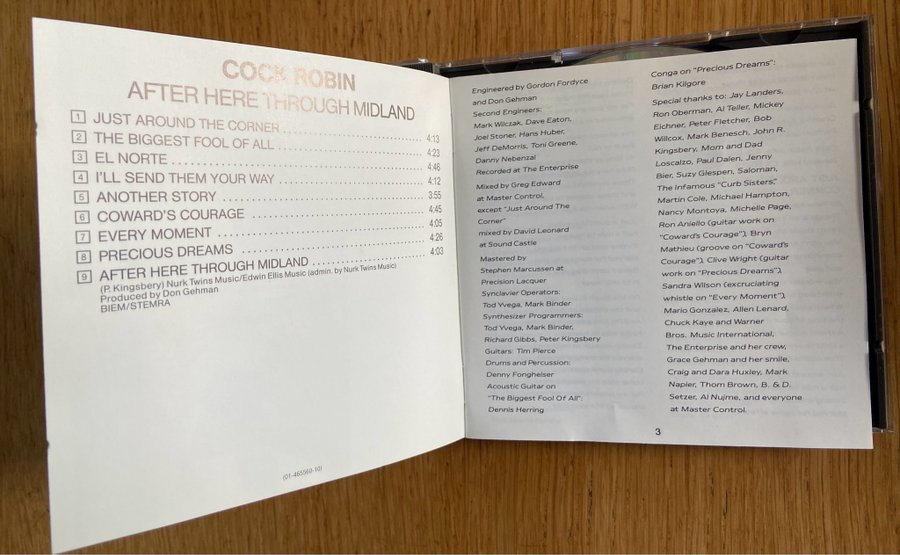 COCK ROBIN
AFTER HERE THROUGH MIDLAND
1 JUST AROUND THE CORNER 4:13
2 THE BIGGEST FOOL OF ALL 4:23
3 EL NORTE 4:46
4 I'LL SEND THEM YOUR WAY 4:12
5 ANOTHER STORY 3:55
6 COWARD'S COURAGE 4:45
7 EVERY MOMENT 4:05
8 PRECIOUS DREAMS 4:26
9 AFTER HERE THROUGH MIDLAND 4:03
(P. Kingsbery) Nurk Twins Music/Edwin Ellis Music (admin. by Nurk Twins Music)
Produced by Don Gehman
BIEM/STEMRA
(01-465560-10)
Engineered by Gordon Fordyce
and Don Gehman
Second Engineers:
Mark Wilczak, Dave Eaton,
Joel Stoner, Hans Huber,
Jeff DeMorris, Toni Greene,
Danny Nebenzal
Recorded at The Enterprise
Mixed by Greg Edward
at Master Control,
except "Just Around The
Corner"
mixed by David Leonard
at Sound Castle
Mastered by
Stephen Marcussen at
Precision Lacquer
Synclavier Operators:
Tod Yvega, Mark Binder
Synthesizer Programmers:
Tod Yvega, Mark Binder,
Richard Gibbs, Peter Kingsbery
Guitars: Tim Pierce
Drums and Percussion:
Denny Fongheiser
Acoustic Guitar on
"The Biggest Fool Of All":
Dennis Herring
Conga on "Precious Dreams":
Brian Kilgore
Special thanks to: Jay Landers,
Ron Oberman, Al Teller, Mickey
Eichner, Peter Fletcher, Bob
Willcox, Mark Benesch, John R.
Kingsbery, Mom and Dad
Loscalzo, Paul Dalen, Jenny
Bier, Suzy Glespen, Saloman,
The Infamous "Curb Sisters,"
Martin Cole, Michael Hampton,
Nancy Montoya, Michelle Page,
Ron Aniello (guitar work on
"Coward's Courage"), Bryn
Mathieu (groove on "Coward's
Courage"), Clive Wright (guitar
work on "Precious Dreams"),
Sandra Wilson (excruciating
whistle on "Every Moment"),
Mario Gonzalez, Allen Lenard,
Chuck Kaye and Warner
Bros. Music International,
The Enterprise and her crew,
Grace Gehman and her smile,
Craig and Dara Huxley, Mark
Napier, Thom Brown, B. & D.
Setzer, Al Nujme, and everyone
at Master Control.
3